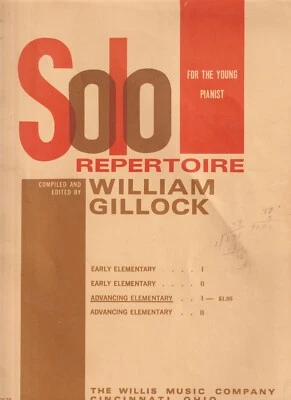 Solo
FOR THE YOUNG
PIANIST
REPERTOIRE
COMPILED AND
EDITED BY
WILLIAM
GILLOCK
EARLY ELEMENTARY . . . . I
EARLY ELEMENTARY . . . . II
ADVANCING ELEMENTARY . . I — $1.25
ADVANCING ELEMENTARY . . II
THE WILLIS MUSIC COMPANY
CINCINNATI, OHIO